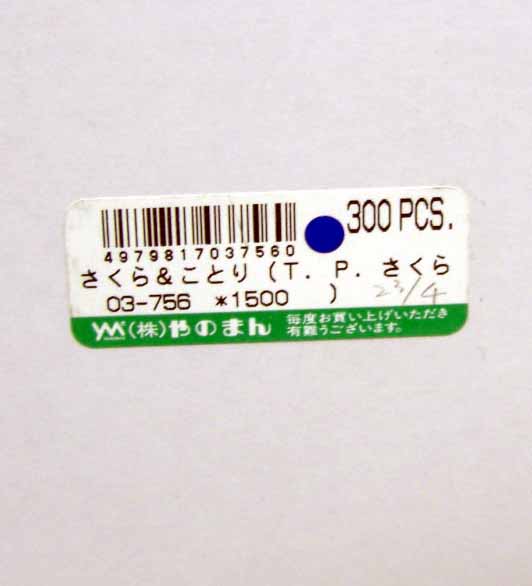 300 PCS.
4979817037560
さくら&ことり(T. P. さくら
03-756 *1500 )
YM (株)やのまん
毎度お買い上げいただき
有難うございます。